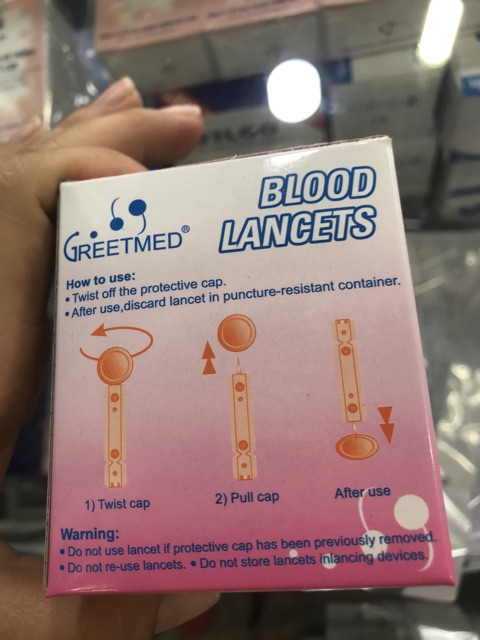 GREETMED®
BLOOD
LANCETS
How to use:
• Twist off the protective cap.
• After use,discard lancet in puncture-resistant container.
1) Twist cap
2) Pull cap
After use
Warning:
• Do not use lancet if protective cap has been previously removed.
• Do not re-use lancets. • Do not store lancets inlancing devices.